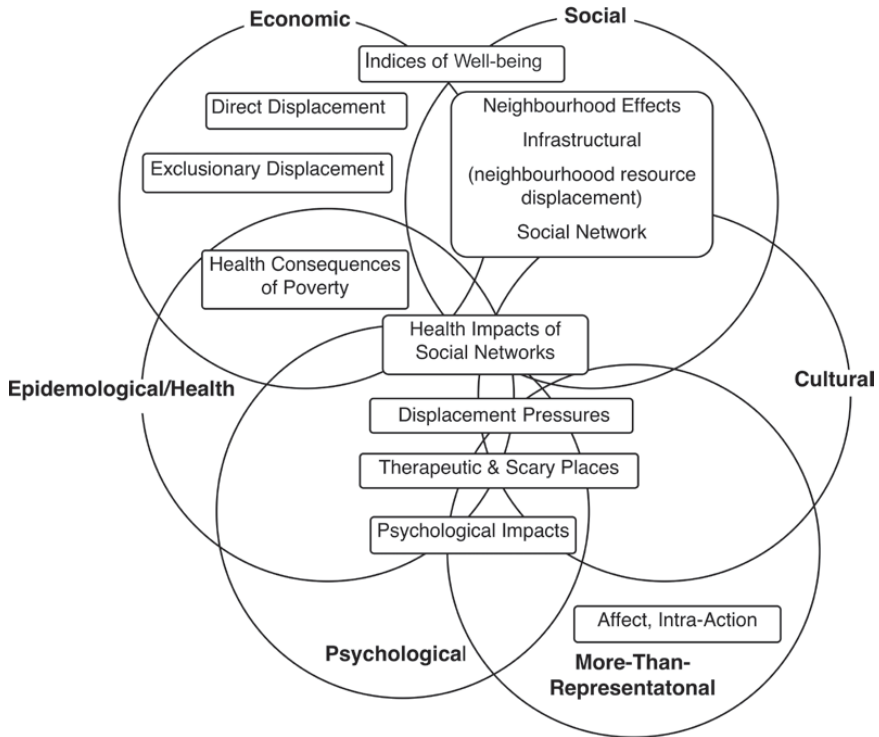 Economic
Social
Indices of Well-being
Direct Displacement
Neighbourhood Effects
Infrastructural
(neighbourhoood resource
displacement)
Social Network
Exclusionary Displacement
Health Consequences
of Poverty
Health Impacts of
Social Networks
Epidemological/Health
Cultural
Displacement Pressures
Therapeutic & Scary Places
Psychological Impacts
Affect, Intra-Action
Psychological
More-Than-
Representatonal